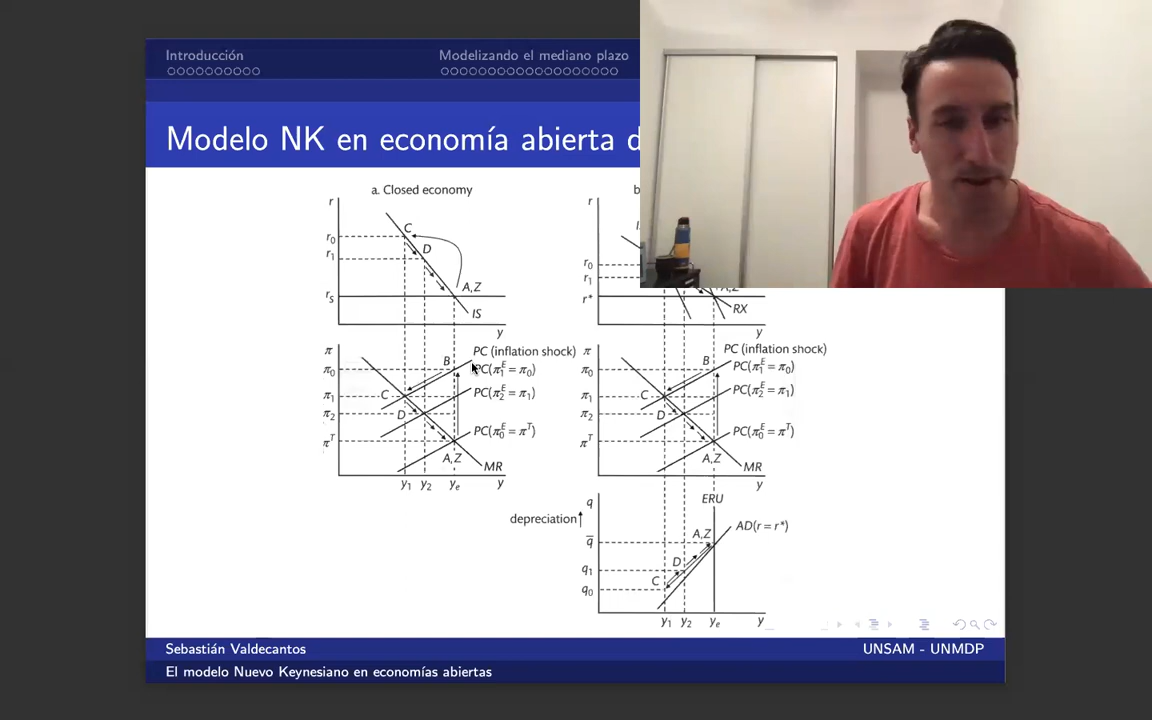 Introducción
Modelizando el mediano plazo
Modelo NK en economía abierta d
a. Closed economy
b
r
r
C
r₀
D
r₁
r₀
r₁
A,Z
rₛ
r*
IS
RX
y
y
π
PC (inflation shock)
π
PC (inflation shock)
π₀
B
PC(π₁ᴱ = π₀)
π₀
B
PC(π₁ᴱ = π₀)
π₁
C
PC(π₂ᴱ = π₁)
π₁
C
PC(π₂ᴱ = π₁)
π₂
D
π₂
D
πᵀ
PC(π₀ᴱ = πᵀ)
πᵀ
PC(π₀ᴱ = πᵀ)
A,Z
MR
A,Z
MR
y₁ y₂ yₑ y
y
q
ERU
depreciation
AD(r = r*)
q̅
A,Z
q₁
D
q₀
C
y₁ y₂ yₑ y
Sebastián Valdecantos
UNSAM - UNMDP
El modelo Nuevo Keynesiano en economías abiertas